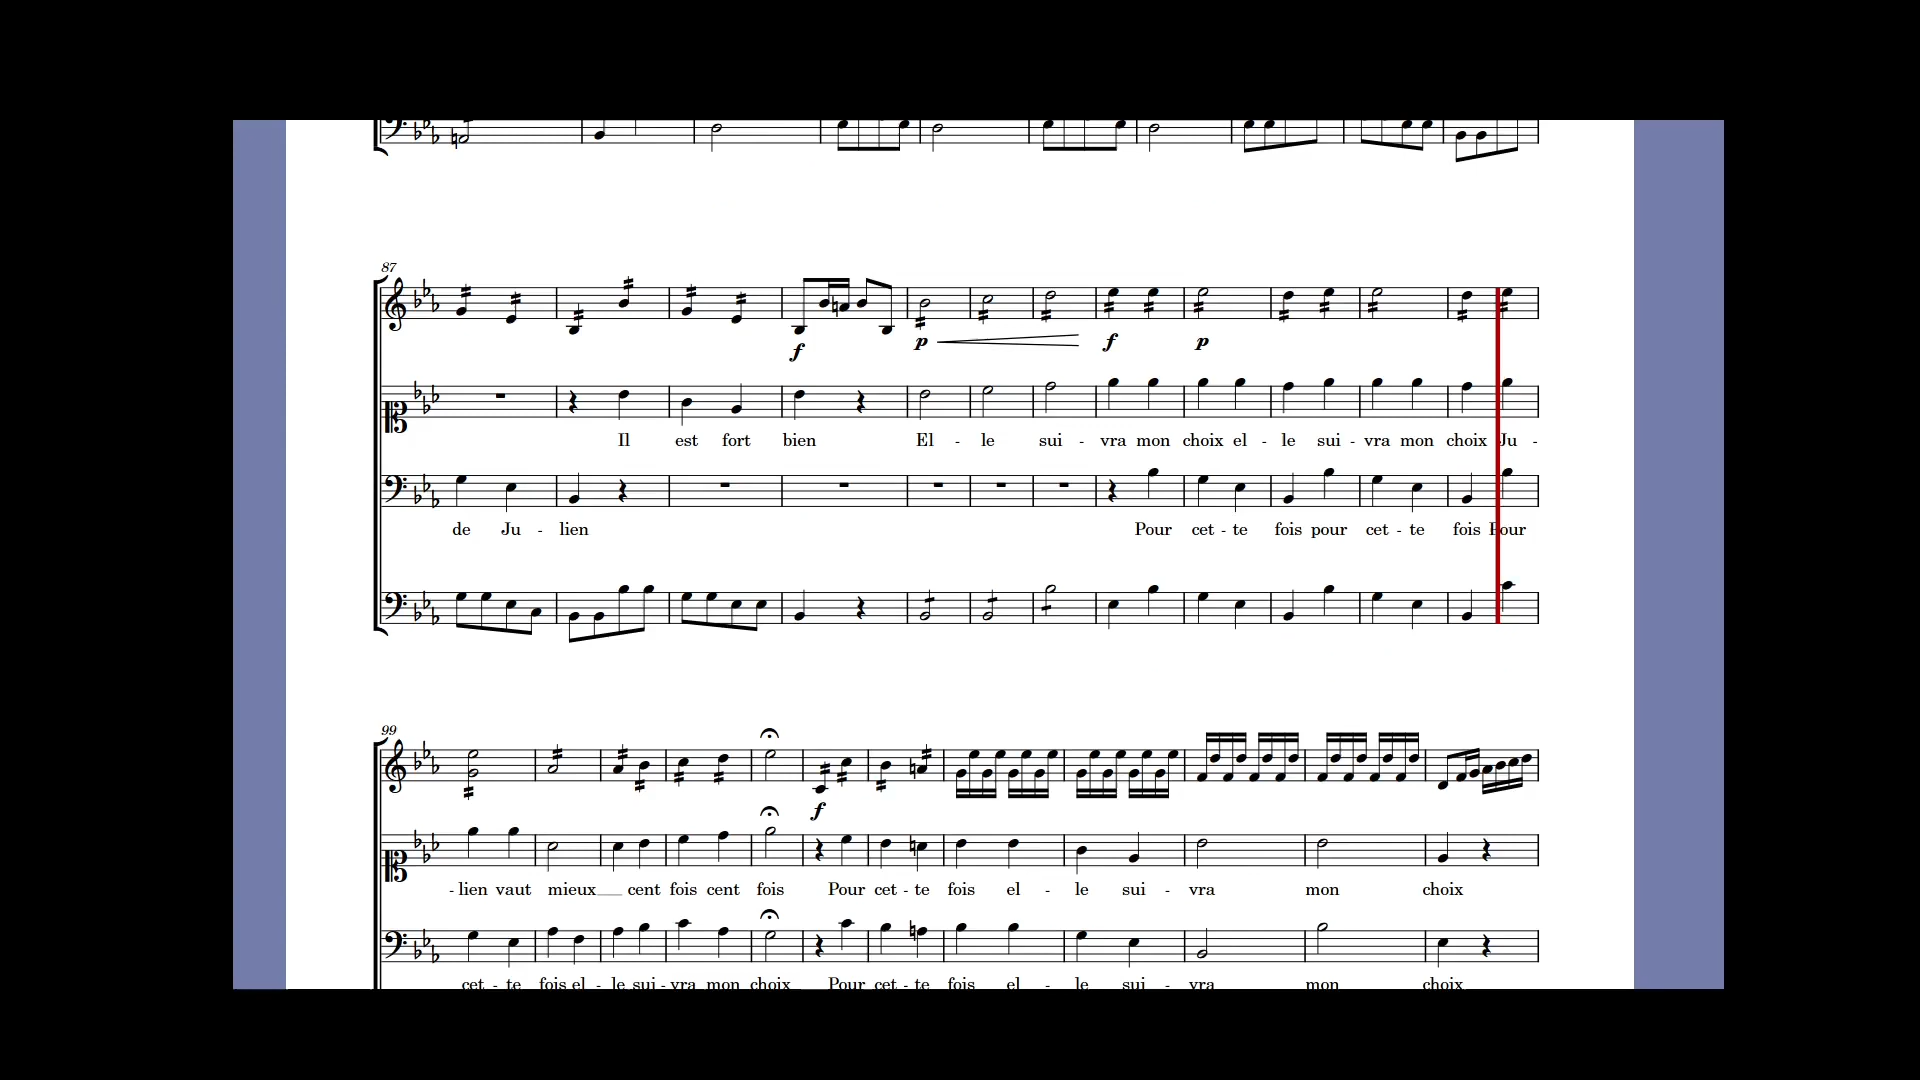 87
f p f p
Il est fort bien El - le sui - vra mon choix el - le sui - vra mon choix Ju -
de Ju - lien Pour cet - te fois pour cet - te fois Pour
99
f
- lien vaut mieux___ cent fois cent fois Pour cet - te fois el - le sui - vra mon choix
cet - te fois el - le sui - vra mon choix Pour cet - te fois el - le sui - vra mon choix